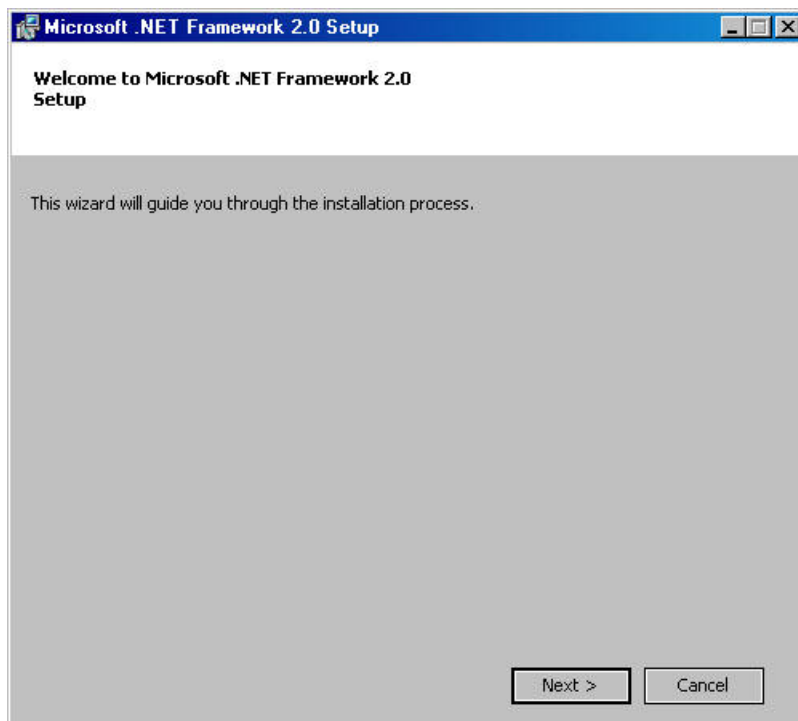 Microsoft .NET Framework 2.0 Setup
Welcome to Microsoft .NET Framework 2.0
Setup
This wizard will guide you through the installation process.
Next >
Cancel